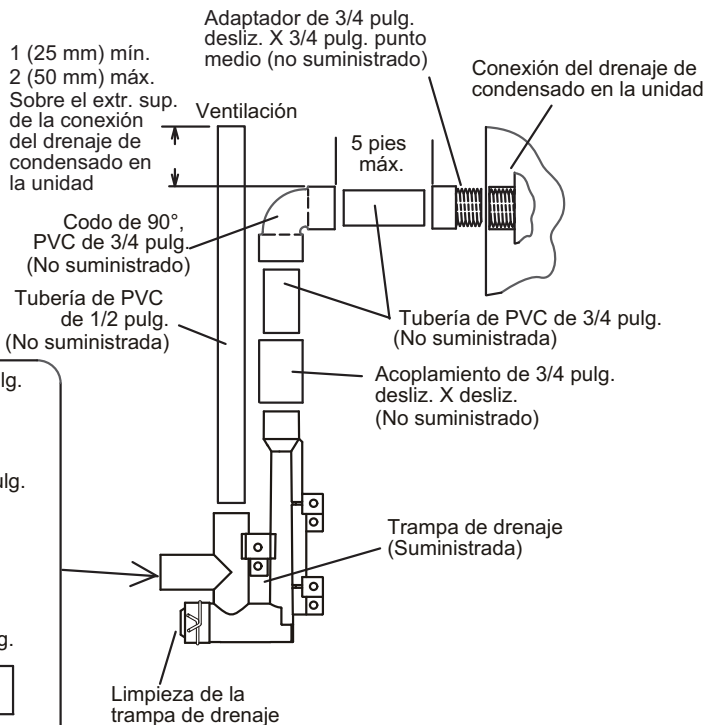 Adaptador de 3/4 pulg.
desliz. X 3/4 pulg. punto
medio (no suministrado)
1 (25 mm) mín.
2 (50 mm) máx.
Sobre el extr. sup.
de la conexión
del drenaje de
condensado en
la unidad
Ventilación
5 pies
máx.
Conexión del drenaje de
condensado en la unidad
Codo de 90°,
PVC de 3/4 pulg.
(No suministrado)
Tubería de PVC
de 1/2 pulg.
(No suministrada)
Tubería de PVC de 3/4 pulg.
(No suministrada)
Acoplamiento de 3/4 pulg.
desliz. X desliz.
(No suministrado)
Trampa de drenaje
(Suministrada)
Limpieza de la
trampa de drenaje